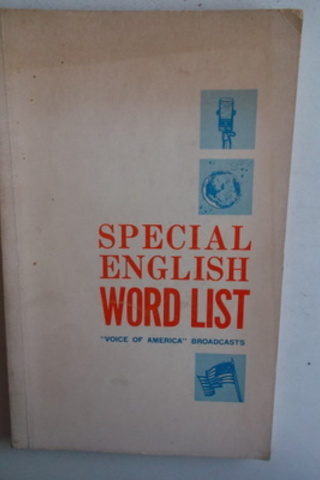 SPECIAL
ENGLISH
WORD LIST
"VOICE OF AMERICA" BROADCASTS